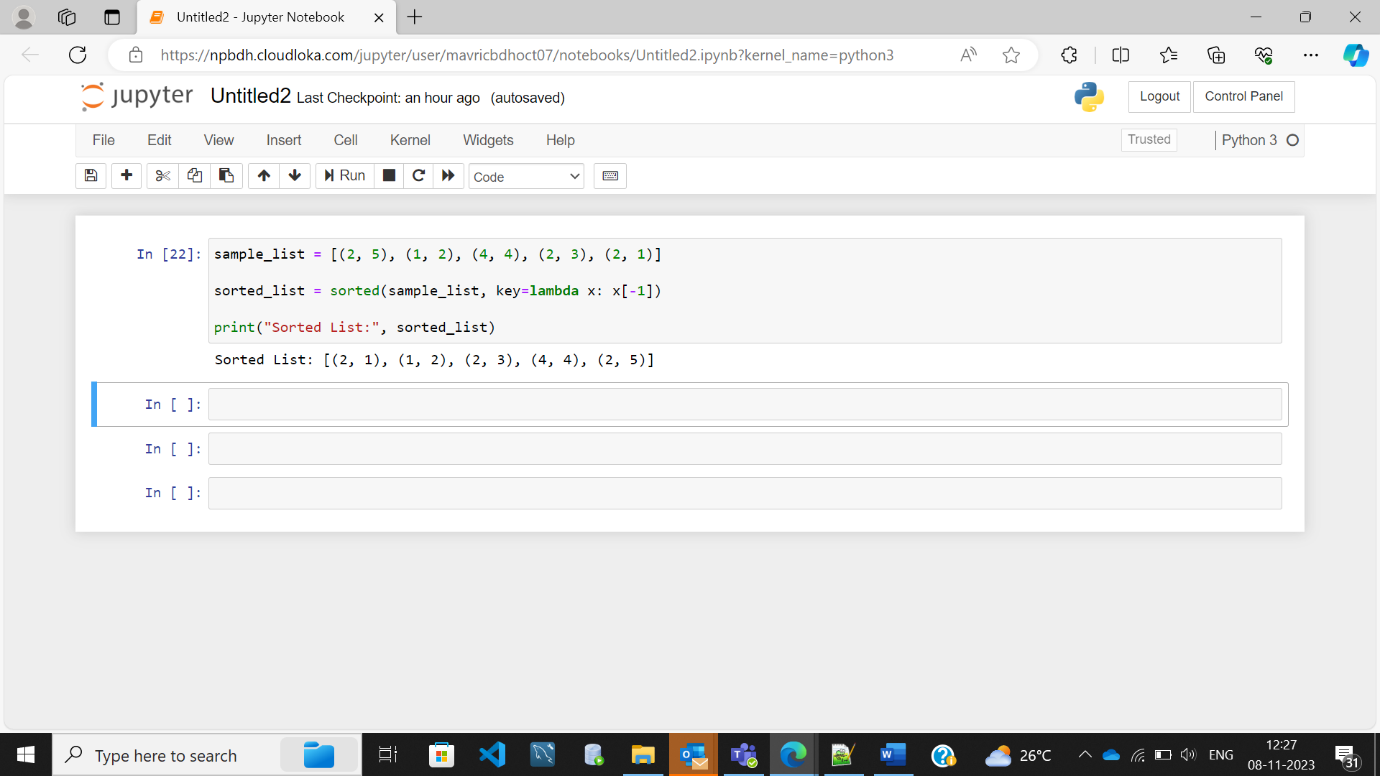 Untitled2 - Jupyter Notebook
https://npbdh.cloudloka.com/jupyter/user/mavricbdhoct07/notebooks/Untitled2.ipynb?kernel_name=python3
jupyter Untitled2 Last Checkpoint: an hour ago (autosaved) Logout Control Panel
File Edit View Insert Cell Kernel Widgets Help Trusted Python 3
Run Code
In [22]: sample_list = [(2, 5), (1, 2), (4, 4), (2, 3), (2, 1)]
sorted_list = sorted(sample_list, key=lambda x: x[-1])
print("Sorted List:", sorted_list)
Sorted List: [(2, 1), (1, 2), (2, 3), (4, 4), (2, 5)]
In [ ]:
In [ ]:
In [ ]:
Type here to search 26°C ENG 12:27
08-11-2023 31